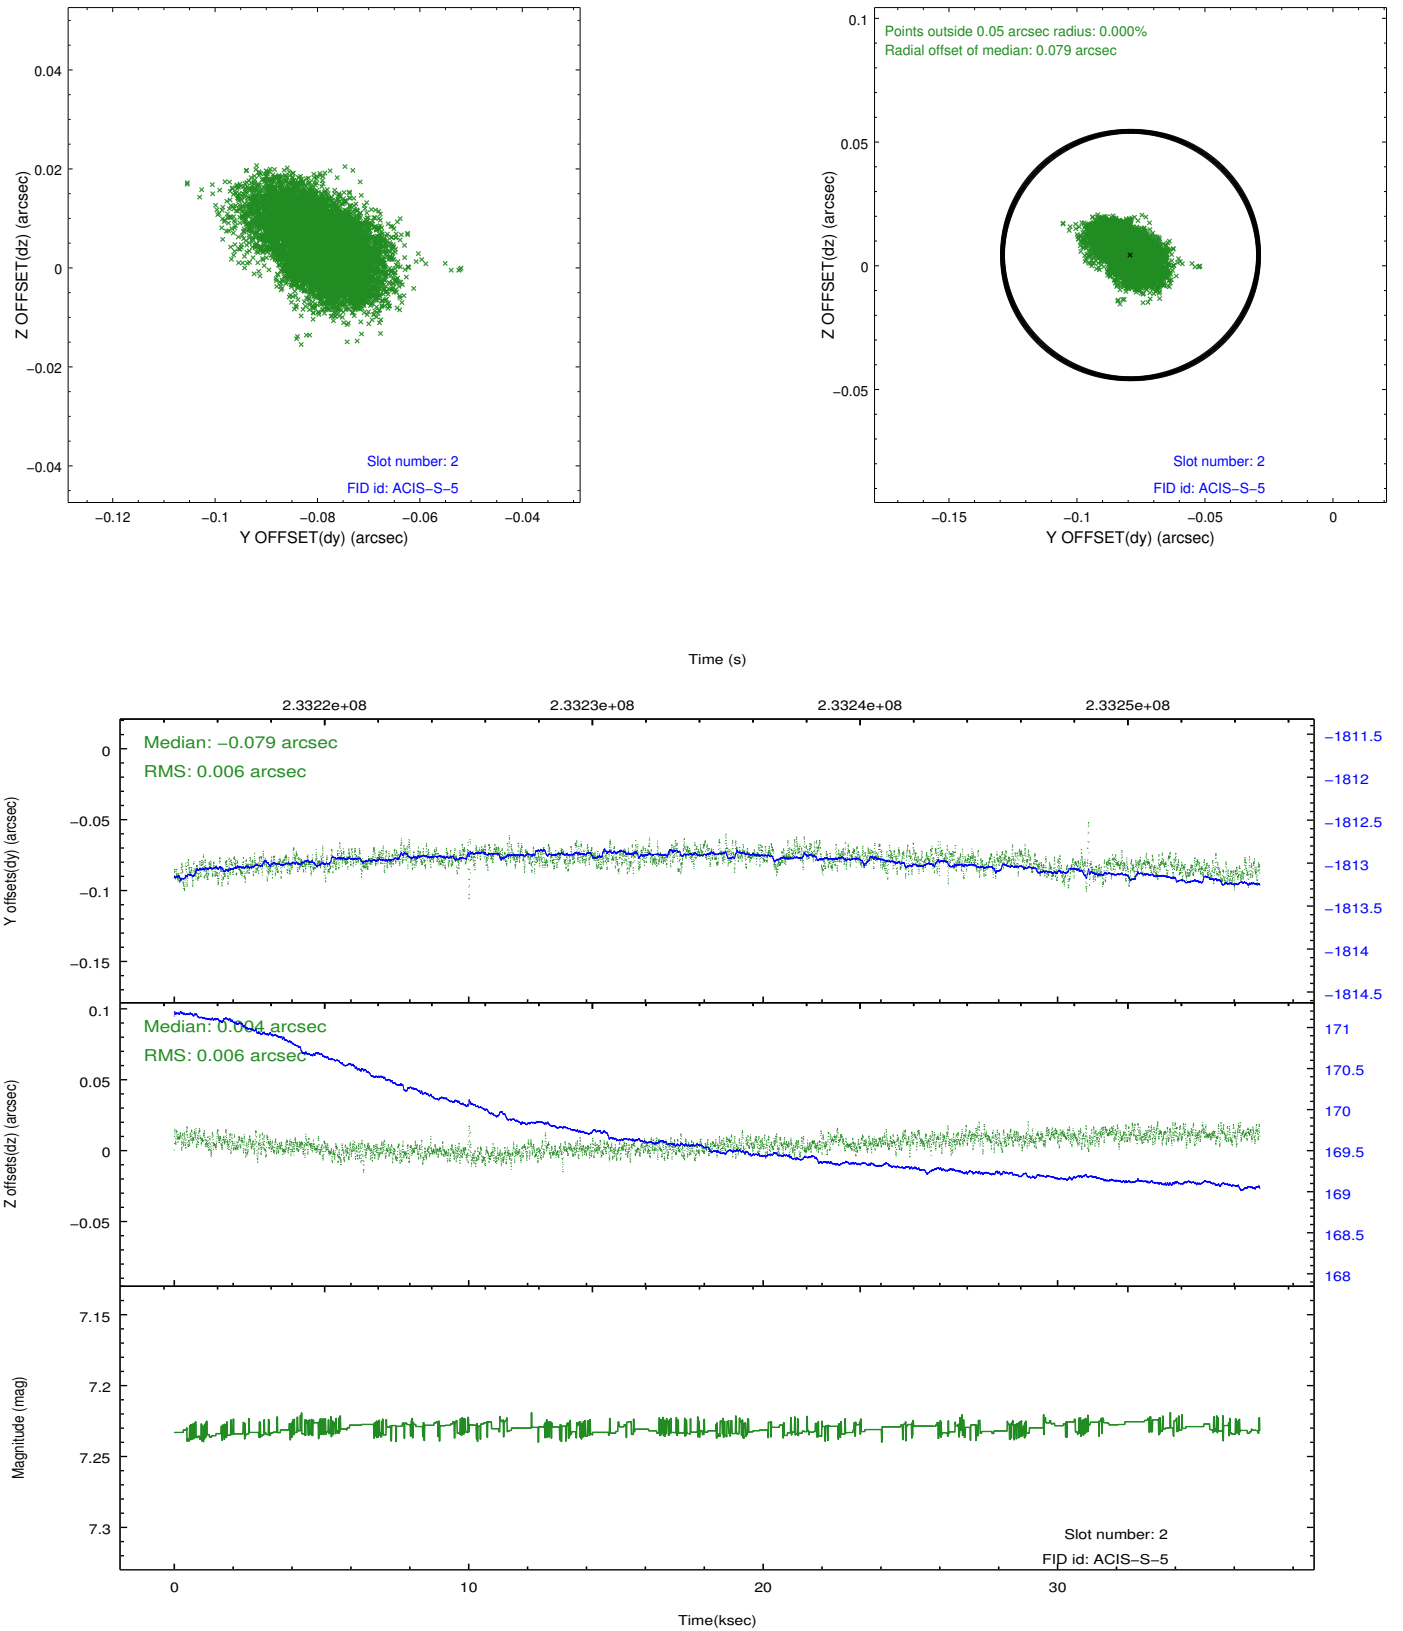 0.04
0.02
0
−0.02
−0.04
Z OFFSET(dz) (arcsec)
Slot number: 2
FID id: ACIS−S−5
−0.12
−0.1
−0.08
−0.06
−0.04
Y OFFSET(dy) (arcsec)
Points outside 0.05 arcsec radius: 0.000%
Radial offset of median: 0.079 arcsec
0.1
0.05
0
−0.05
Z OFFSET(dz) (arcsec)
Slot number: 2
FID id: ACIS−S−5
−0.15
−0.1
−0.05
0
Y OFFSET(dy) (arcsec)
Time (s)
2.3322e+08
2.3323e+08
2.3324e+08
2.3325e+08
Median: −0.079 arcsec
RMS: 0.006 arcsec
0
−0.05
−0.1
−0.15
Y offsets(dy) (arcsec)
−1811.5
−1812
−1812.5
−1813
−1813.5
−1814
−1814.5
Median: 0.004 arcsec
RMS: 0.006 arcsec
0.1
0.05
0
−0.05
Z offsets(dz) (arcsec)
171
170.5
170
169.5
169
168.5
168
7.15
7.2
7.25
7.3
Magnitude (mag)
Slot number: 2
FID id: ACIS−S−5
0
10
20
30
Time(ksec)